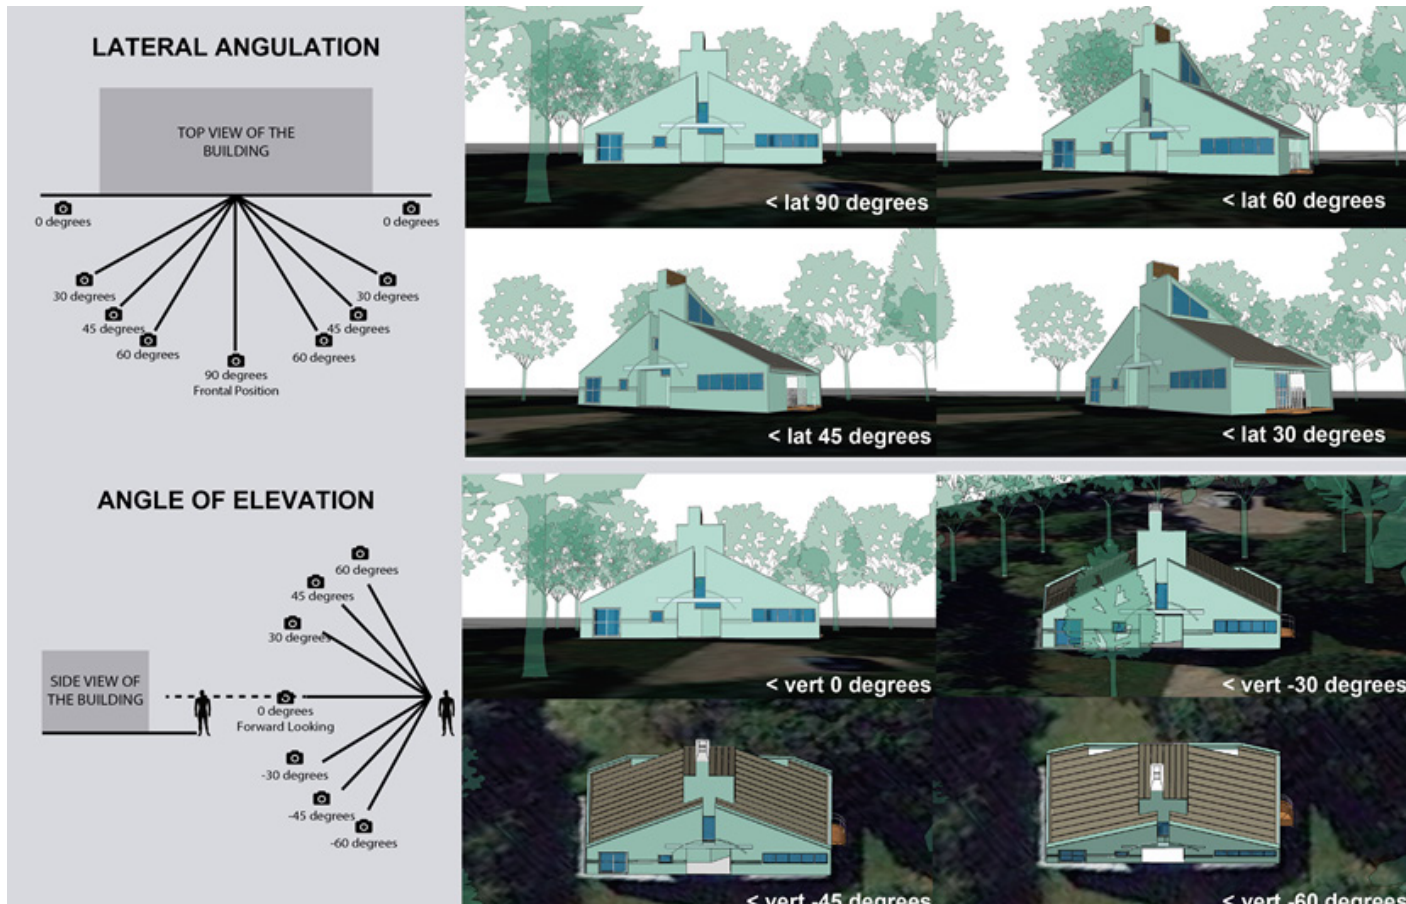 LATERAL ANGULATION
TOP VIEW OF THE
BUILDING
0 degrees
0 degrees
30 degrees
30 degrees
45 degrees
45 degrees
60 degrees
60 degrees
90 degrees
Frontal Position
< lat 90 degrees
< lat 60 degrees
< lat 45 degrees
< lat 30 degrees
ANGLE OF ELEVATION
60 degrees
45 degrees
30 degrees
SIDE VIEW OF
THE BUILDING
0 degrees
Forward Looking
-30 degrees
-45 degrees
-60 degrees
< vert 0 degrees
< vert -30 degrees
< vert -45 degrees
< vert -60 degrees